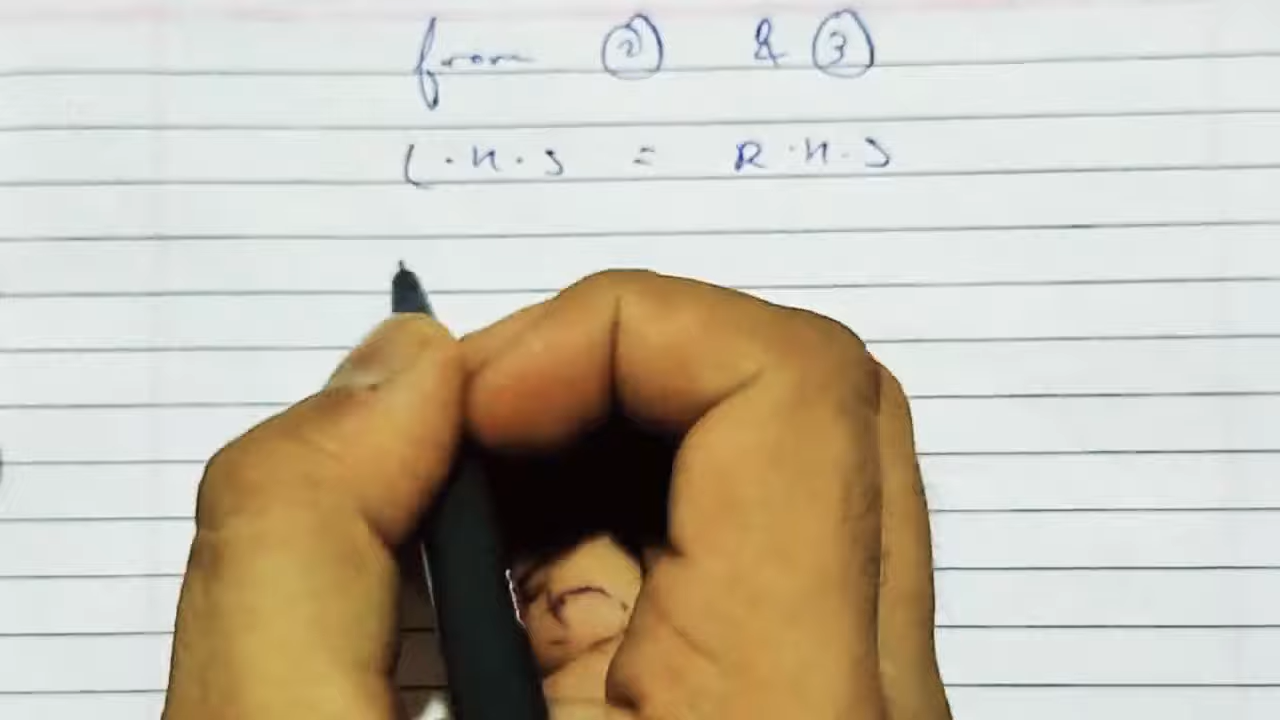 from ② & ③
L.H.S = R.H.S